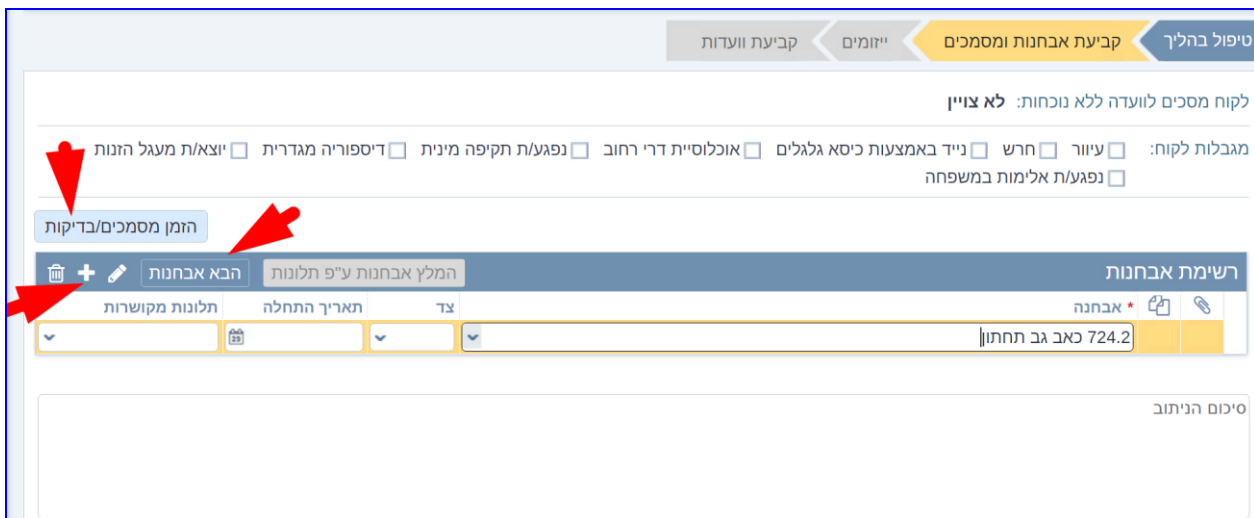 טיפול בהליך קביעת אבחנות ומסמכים ייזומים קביעת וועדות
לקוח מסכים לוועדה ללא נוכחות: לא צויין
מגבלות לקוח: עיוור חרש נייד באמצעות כיסא גלגלים אוכלוסיית דרי רחוב נפגע/ת תקיפה מינית דיספוריה מגדרית יוצא/ת מעגל הזנות
נפגע/ת אלימות במשפחה
הזמן מסמכים/בדיקות
רשימת אבחנות המלץ אבחנות ע"פ תלונות הבא אבחנות
* אבחנה צד תאריך התחלה תלונות מקושרות
724.2 כאב גב תחתון
סיכום הניתוב